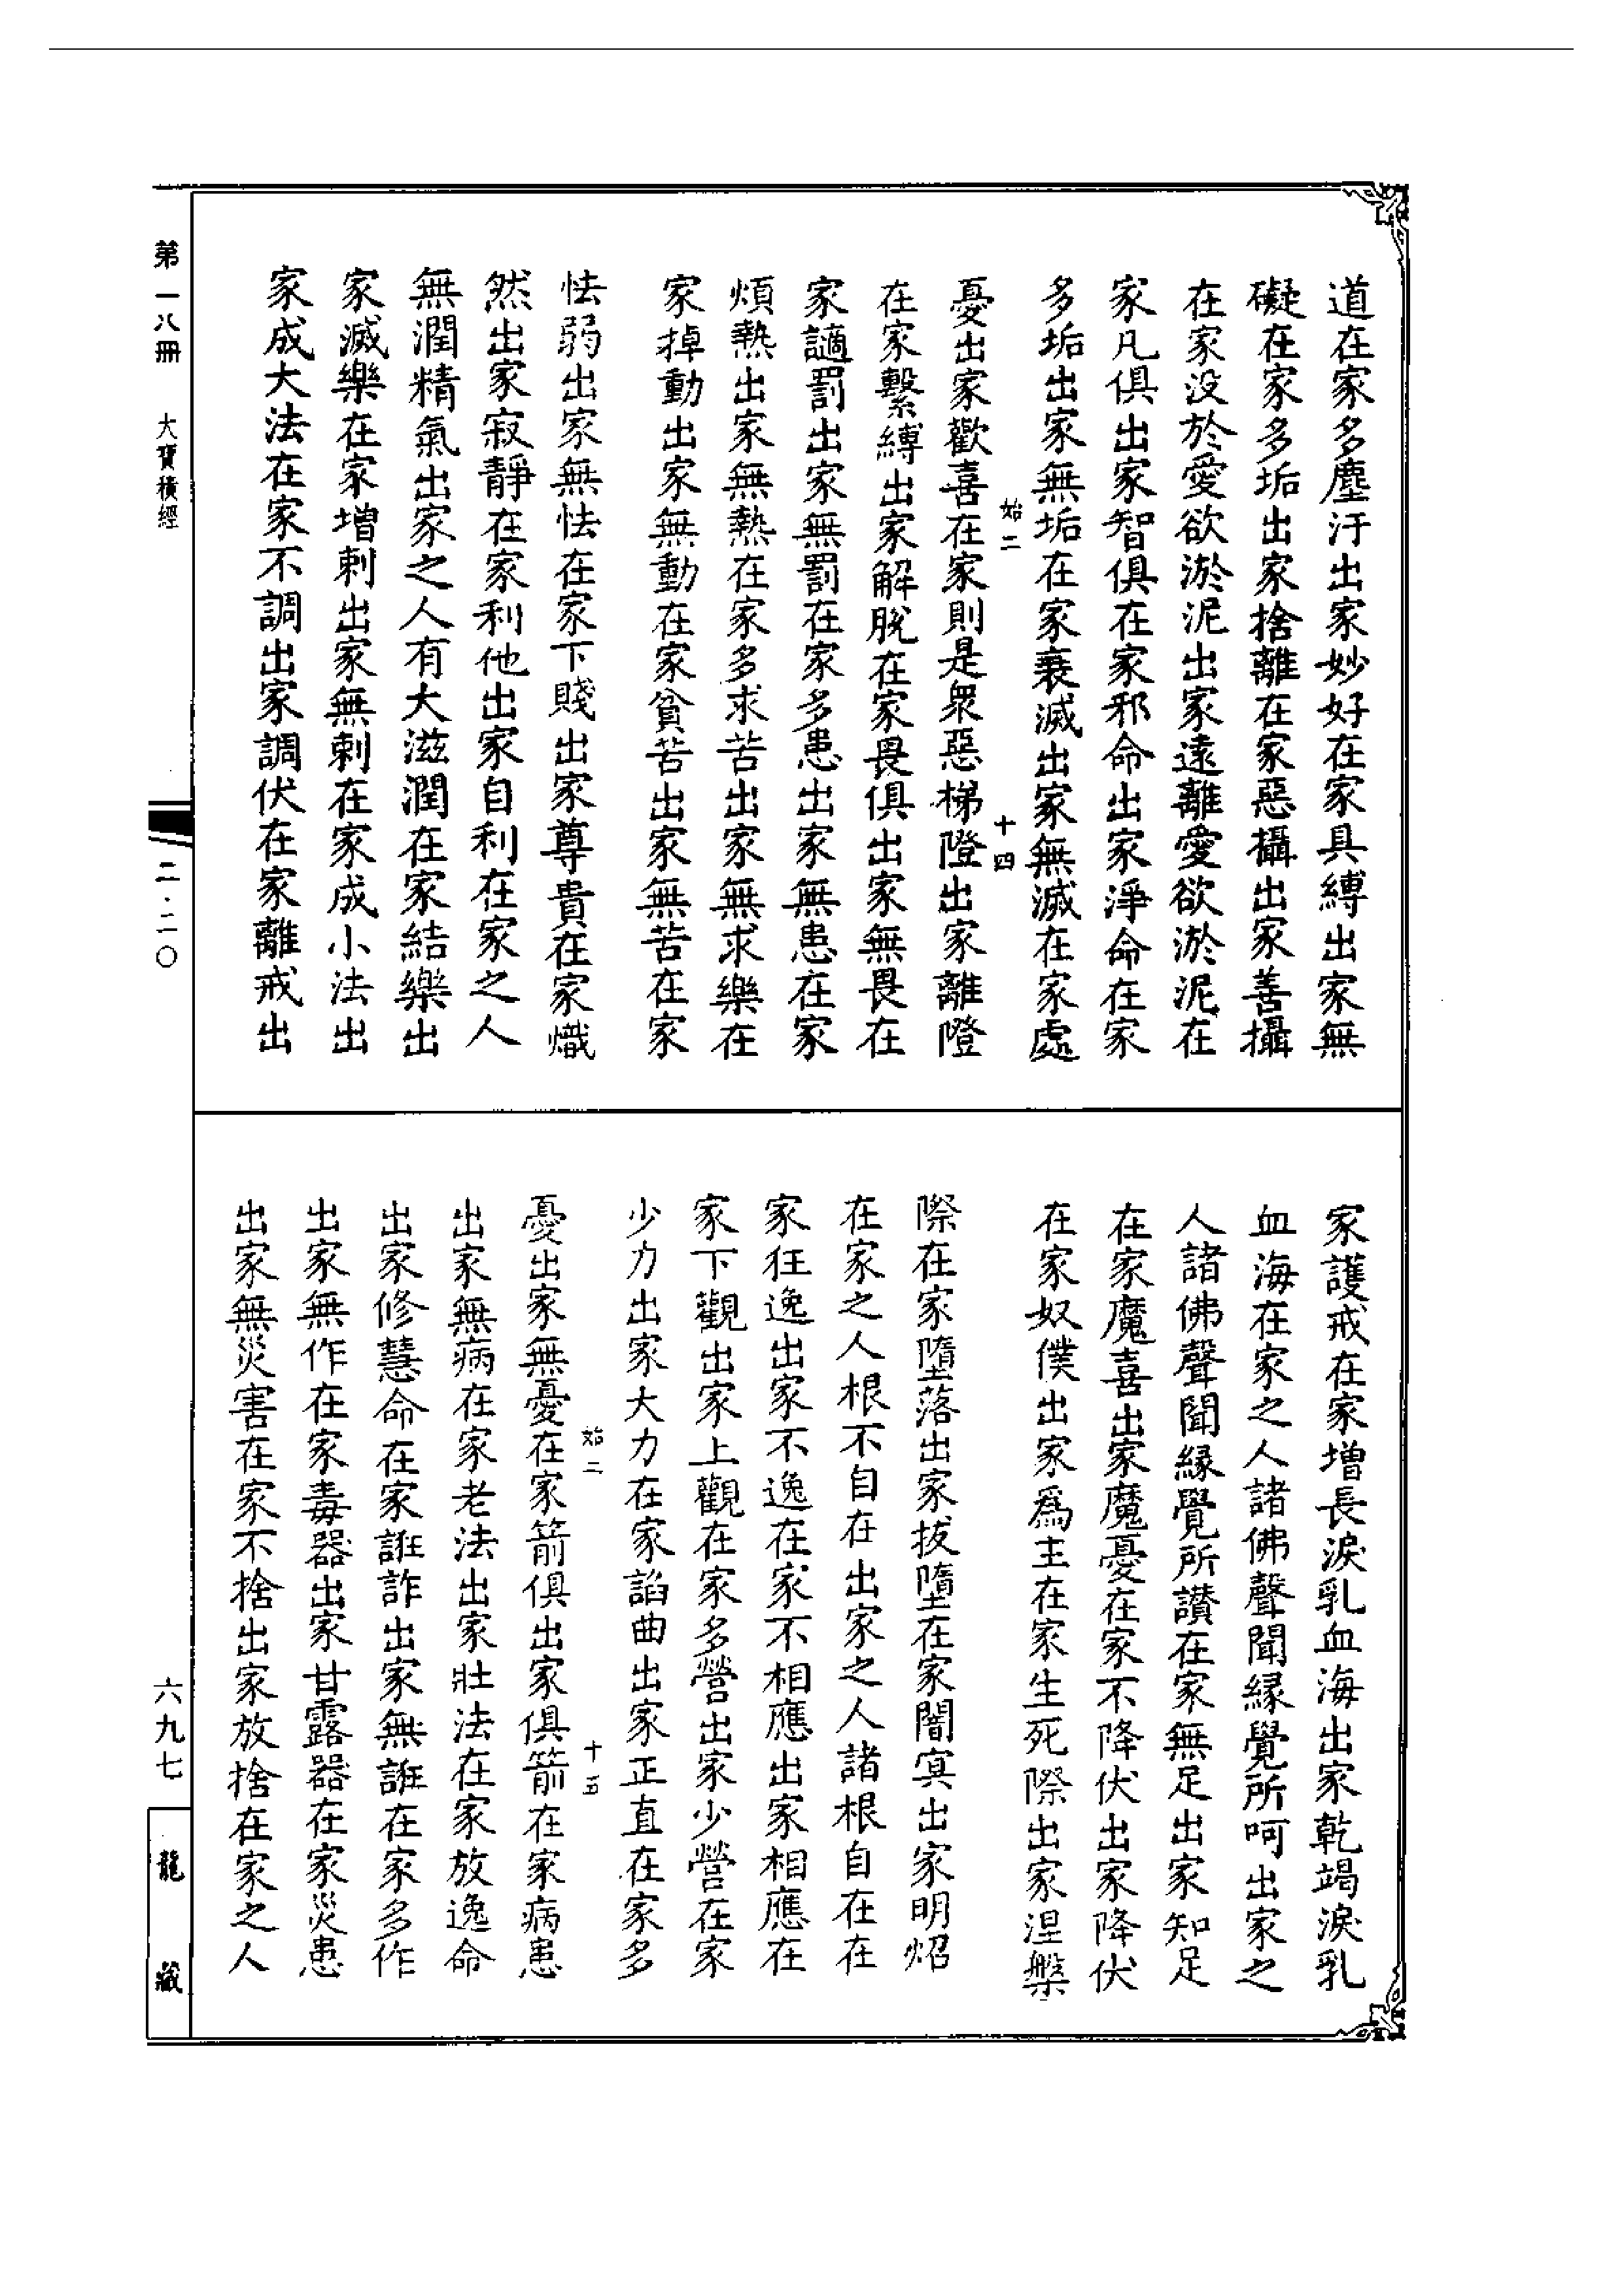 道在家多塵汙出家妙好在家具縛出家無
礙在家多垢出家捨離在家惡攝出家善攝
在家没於愛欲淤泥出家遠離愛欲淤泥在
家凡俱出家智俱在家邪命出家淨命在家
多垢出家無垢在家衰滅出家無滅在家處
始二 十四
憂出家歡喜在家則是衆惡梯隥出家離隥
在家繫縛出家解脫在家畏俱出家無畏在
家讁罰出家無罰在家多患出家無患在家
煩熱出家無熱在家多求苦出家無求樂在
家掉動出家無動在家貧苦出家無苦在家
怯弱出家無怯在家下賤出家尊貴在家熾
然出家寂靜在家利他出家自利在家之人
無潤精氣出家之人有大滋潤在家結樂出
家滅樂在家增刺出家無刺在家成小法出
家成大法在家不調出家調伏在家離戒出
家護戒在家增長淚乳血海出家乾竭淚乳
血海在家之人諸佛聲聞緣覺所呵出家之
人諸佛聲聞緣覺所讃在家無足出家知足
在家魔喜出家魔憂在家不降伏出家降伏
在家奴僕出家爲主在家生死際出家涅槃
際在家墮落出家拔墮在家闇冥出家明炤
在家之人根不自在出家之人諸根自在在
家狂逸出家不逸在家不相應出家相應在
家下觀出家上觀在家多營出家少營在家
少力出家大力在家諂曲出家正直在家多
始二 十五
憂出家無憂在家箭俱出家俱箭在家病患
出家無病在家老法出家壯法在家放逸命
出家修慧命在家誑詐出家無誑在家多作
出家無作在家毒器出家甘露器在家災患
出家無災害在家不捨出家放捨在家之人
第一八冊 大寶積經 二·二〇 六九七 龍藏